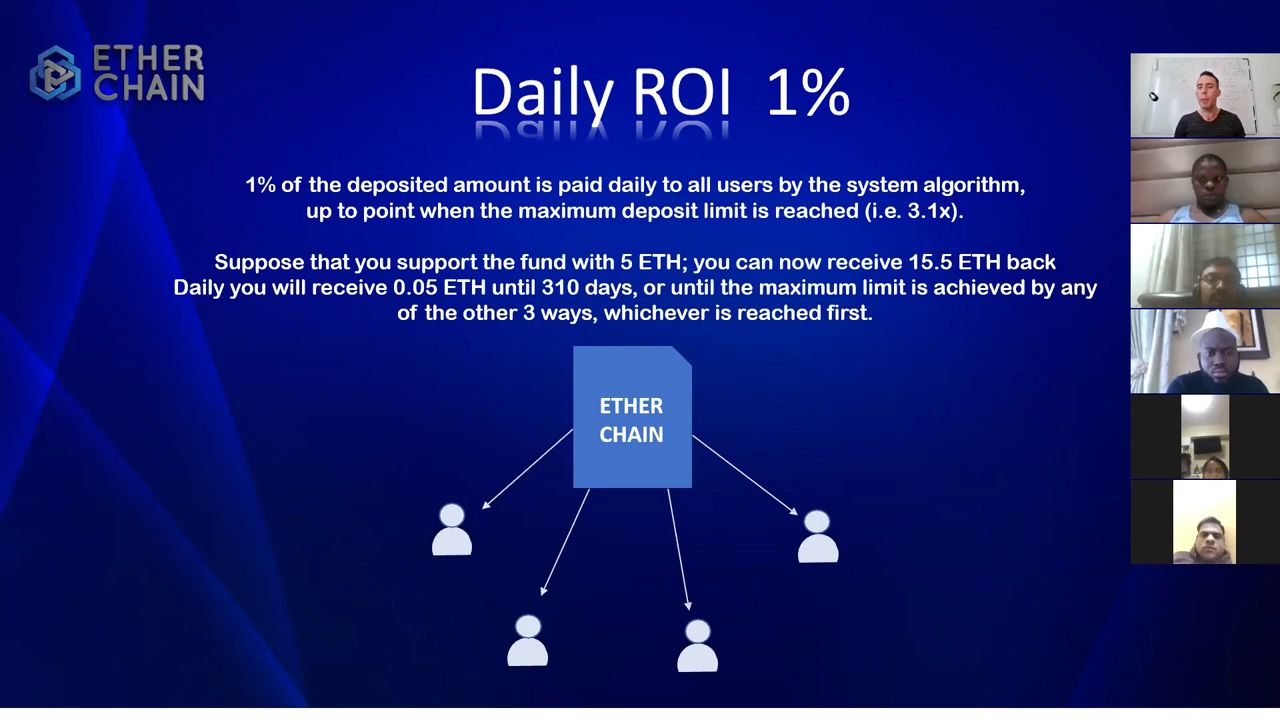 ETHER
CHAIN
Daily ROI 1%
1% of the deposited amount is paid daily to all users by the system algorithm,
up to point when the maximum deposit limit is reached (i.e. 3.1x).
Suppose that you support the fund with 5 ETH; you can now receive 15.5 ETH back
Daily you will receive 0.05 ETH until 310 days, or until the maximum limit is achieved by any
of the other 3 ways, whichever is reached first.
ETHER
CHAIN